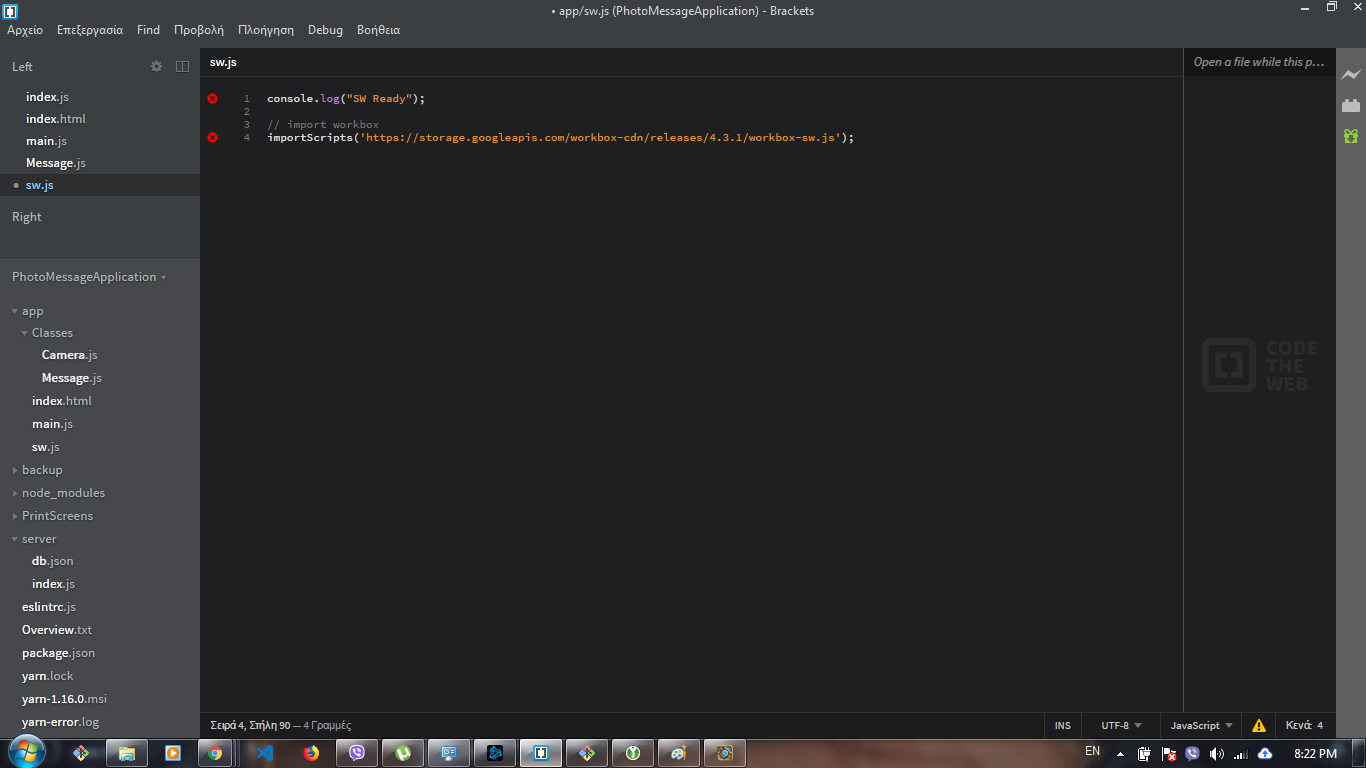 • app/sw.js (PhotoMessageApplication) - Brackets
Αρχείο Επεξεργασία Find Προβολή Πλοήγηση Debug Βοήθεια
Left
index.js
index.html
main.js
Message.js
• sw.js
Right
PhotoMessageApplication
app
Classes
Camera.js
Message.js
index.html
main.js
sw.js
backup
node_modules
PrintScreens
server
db.json
index.js
eslintrc.js
Overview.txt
package.json
yarn.lock
yarn-1.16.0.msi
yarn-error.log
sw.js
1 console.log("SW Ready");
2
3 // import workbox
4 importScripts('https://storage.googleapis.com/workbox-cdn/releases/4.3.1/workbox-sw.js');
Open a file while this p...
CODE
THE
WEB
Σειρά 4, Στήλη 90 — 4 Γραμμές
INS UTF-8 JavaScript Κενά: 4
EN 8:22 PM